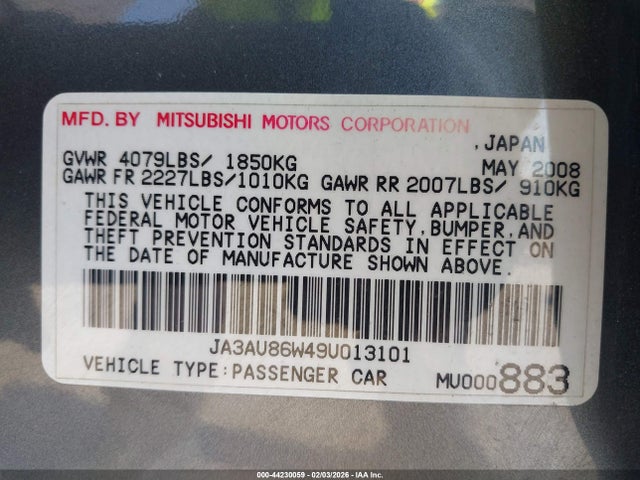 MFD. BY MITSUBISHI MOTORS CORPORATION
, JAPAN
GVWR 4079LBS/ 1850KG MAY 2008
GAWR FR 2227LBS/1010KG GAWR RR 2007LBS/ 910KG
THIS VEHICLE CONFORMS TO ALL APPLICABLE
FEDERAL MOTOR VEHICLE SAFETY, BUMPER, AND
THEFT PREVENTION STANDARDS IN EFFECT ON
THE DATE OF MANUFACTURE SHOWN ABOVE.
JA3AU86W49U013101
VEHICLE TYPE:PASSENGER CAR MU000883
000-44230059 - 02/03/2026 - IAA Inc.